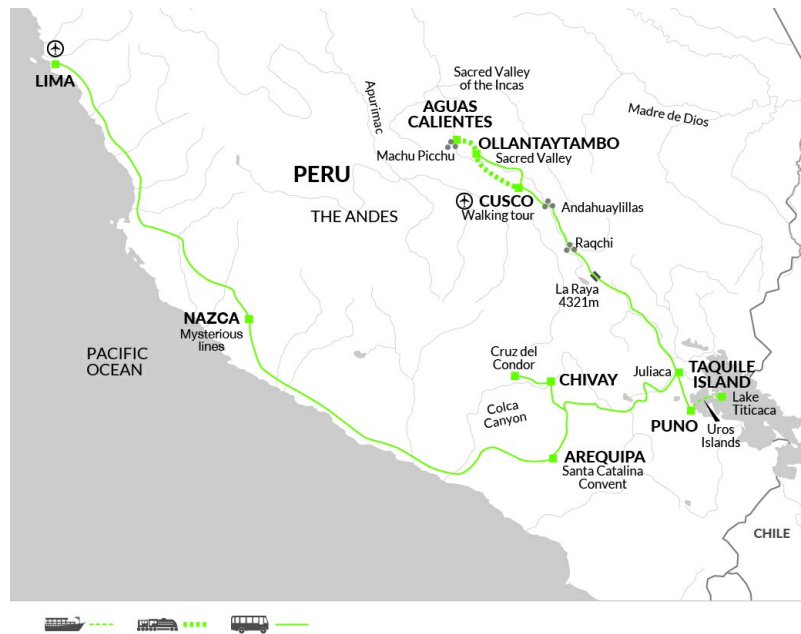 LIMA
Apurimac
Sacred Valley
of the Incas
Madre de Dios
AGUAS
CALIENTES
Machu Picchu
OLLANTAYTAMBO
Sacred Valley
PERU
THE ANDES
CUSCO
Walking tour
Andahuaylillas
Raqchi
La Raya
4321m
NAZCA
Mysterious
lines
PACIFIC
OCEAN
Cruz del
Condor
CHIVAY
Colca
Canyon
Juliaca
TAQUILE
ISLAND
Lake
Titicaca
PUNO
Uros
Islands
AREQUIPA
Santa Catalina
Convent
CHILE